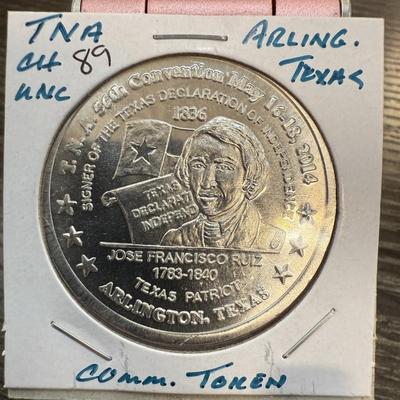 TNA
CH 89
UNC
ARLING.
TEXAS
T.N.A. 56th Convention May 16-18, 2014
SIGNER OF THE TEXAS DECLARATION OF INDEPENDENCE
1836
TEXAS
DECLARATI
INDEPEND
JOSE FRANCISCO RUIZ
1783-1840
TEXAS PATRIOT
ARLINGTON, TEXAS
COMM. TOKEN